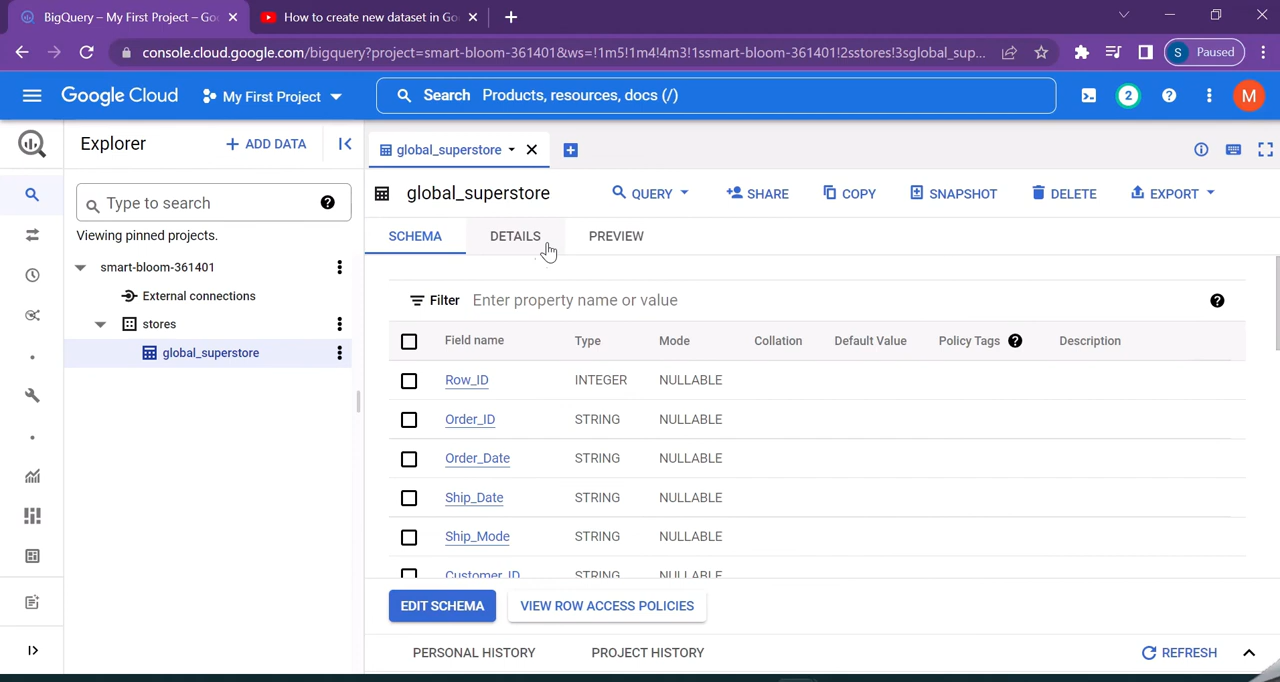 BigQuery – My First Project – Go
How to create new dataset in Go
console.cloud.google.com/bigquery?project=smart-bloom-361401&ws=!1m5!1m4!4m3!1ssmart-bloom-361401!2sstores!3sglobal_sup...
S Paused
Google Cloud
My First Project
Search Products, resources, docs (/)
2
M
Explorer
+ ADD DATA
global_superstore
Type to search
global_superstore
QUERY
SHARE
COPY
SNAPSHOT
DELETE
EXPORT
Viewing pinned projects.
SCHEMA
DETAILS
PREVIEW
smart-bloom-361401
External connections
stores
global_superstore
Filter Enter property name or value
Field name Type Mode Collation Default Value Policy Tags Description
Row_ID INTEGER NULLABLE
Order_ID STRING NULLABLE
Order_Date STRING NULLABLE
Ship_Date STRING NULLABLE
Ship_Mode STRING NULLABLE
Customer_ID STRING NULLABLE
EDIT SCHEMA
VIEW ROW ACCESS POLICIES
PERSONAL HISTORY
PROJECT HISTORY
REFRESH